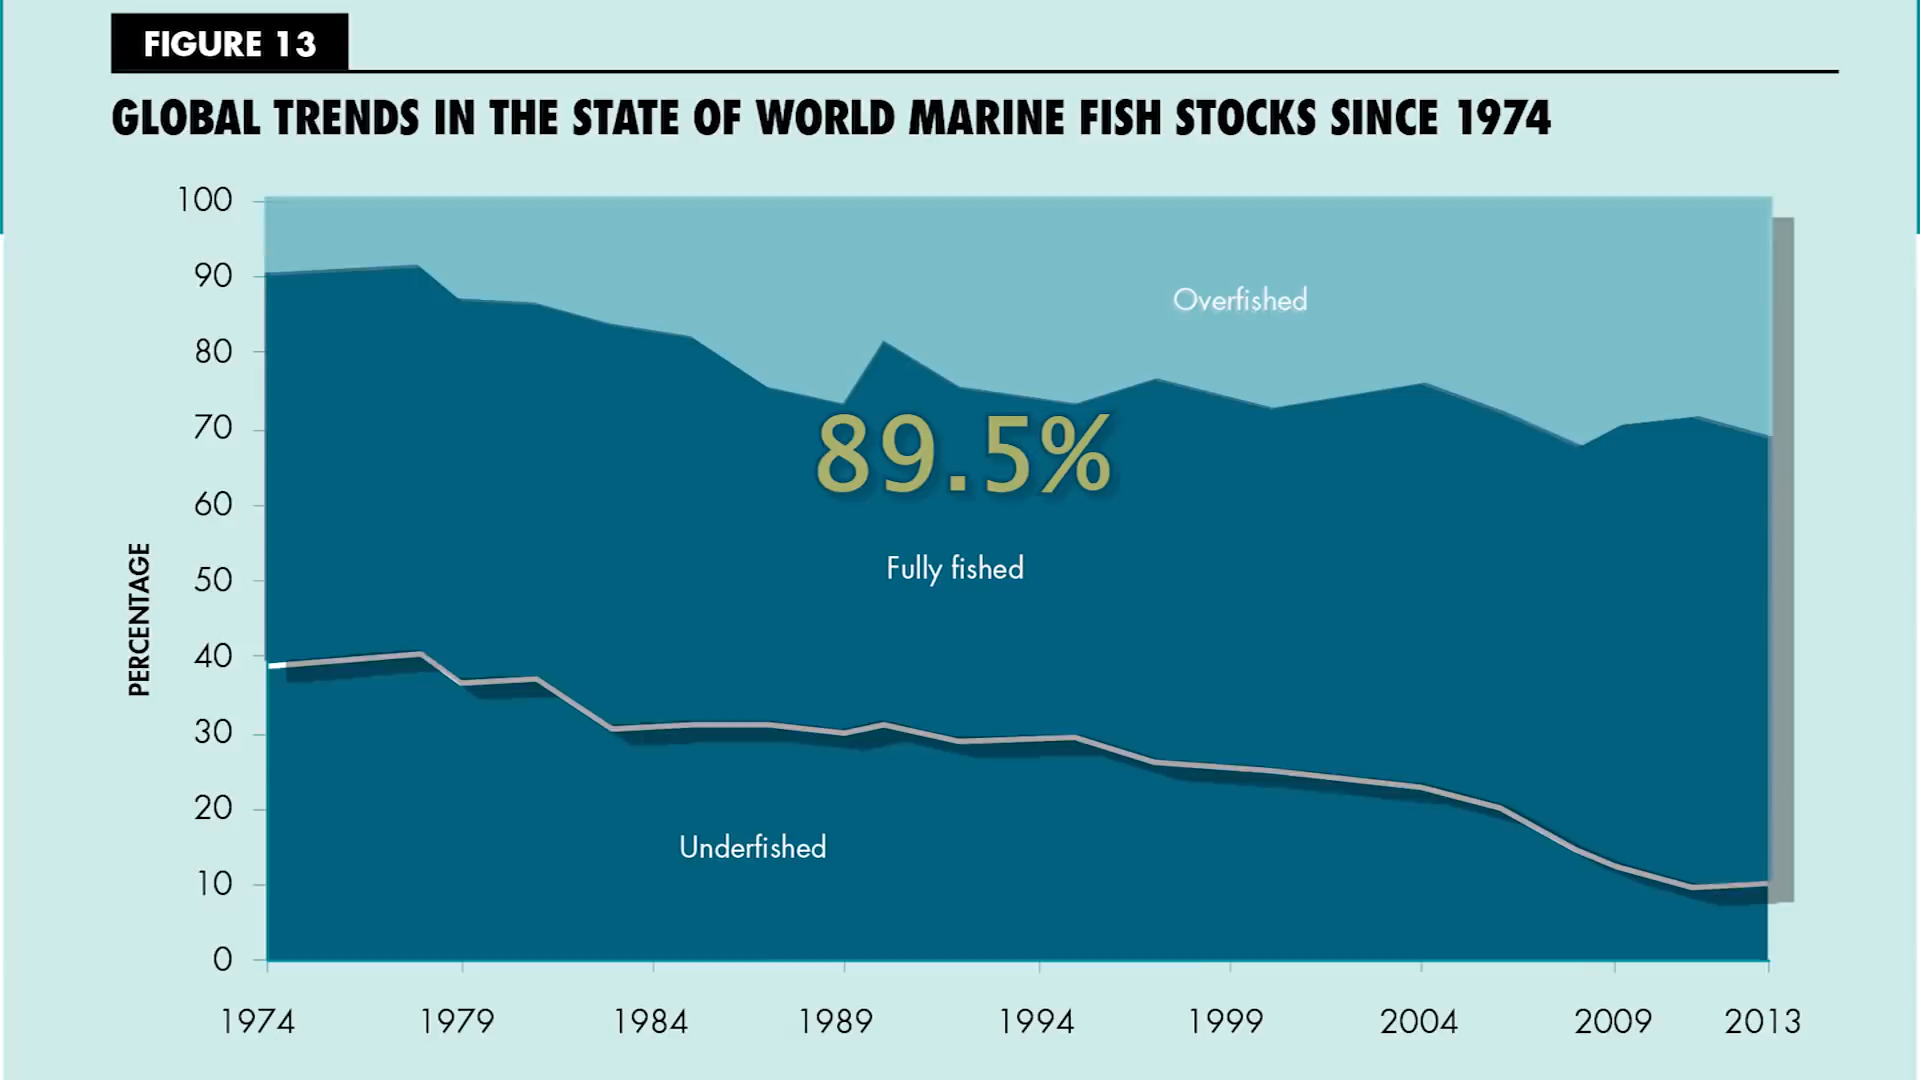 FIGURE 13
GLOBAL TRENDS IN THE STATE OF WORLD MARINE FISH STOCKS SINCE 1974
PERCENTAGE
100
90
80
70
60
50
40
30
20
10
0
Overfished
89.5%
Fully fished
Underfished
1974 1979 1984 1989 1994 1999 2004 2009 2013